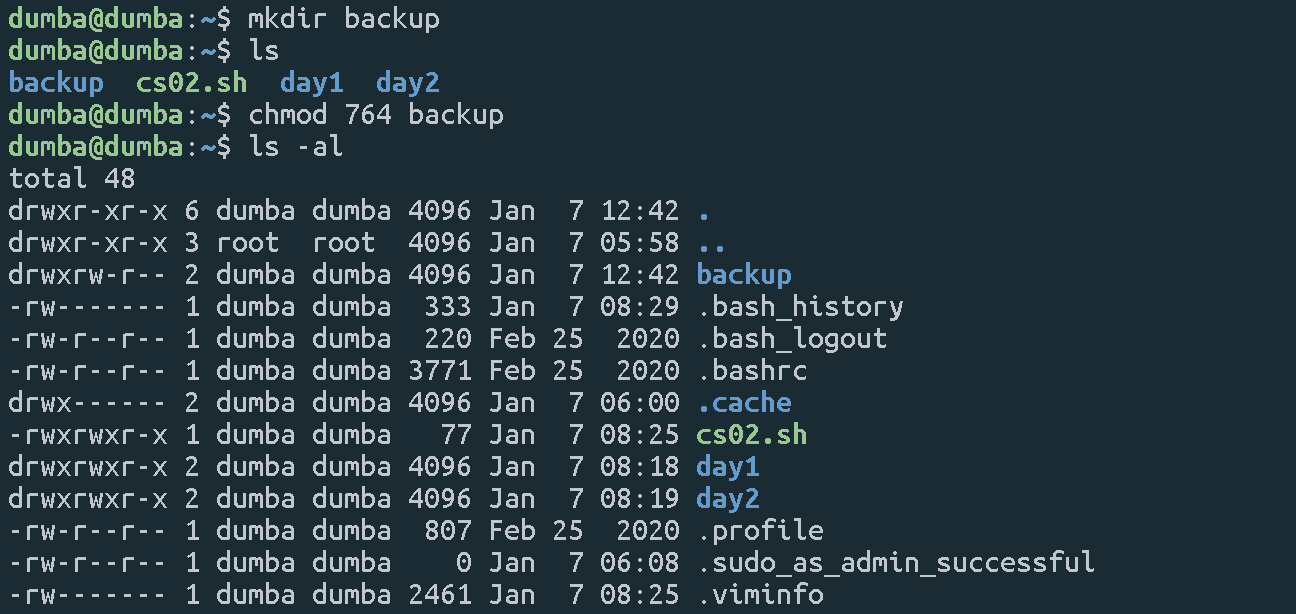 dumba@dumba:~$ mkdir backup
dumba@dumba:~$ ls
backup  cs02.sh  day1  day2
dumba@dumba:~$ chmod 764 backup
dumba@dumba:~$ ls -al
total 48
drwxr-xr-x 6 dumba dumba 4096 Jan  7 12:42 .
drwxr-xr-x 3 root  root  4096 Jan  7 05:58 ..
drwxrw-r-- 2 dumba dumba 4096 Jan  7 12:42 backup
-rw------- 1 dumba dumba  333 Jan  7 08:29 .bash_history
-rw-r--r-- 1 dumba dumba  220 Feb 25  2020 .bash_logout
-rw-r--r-- 1 dumba dumba 3771 Feb 25  2020 .bashrc
drwx------ 2 dumba dumba 4096 Jan  7 06:00 .cache
-rwxrwxr-x 1 dumba dumba   77 Jan  7 08:25 cs02.sh
drwxrwxr-x 2 dumba dumba 4096 Jan  7 08:18 day1
drwxrwxr-x 2 dumba dumba 4096 Jan  7 08:19 day2
-rw-r--r-- 1 dumba dumba  807 Feb 25  2020 .profile
-rw-r--r-- 1 dumba dumba    0 Jan  7 06:08 .sudo_as_admin_successful
-rw------- 1 dumba dumba 2461 Jan  7 08:25 .viminfo